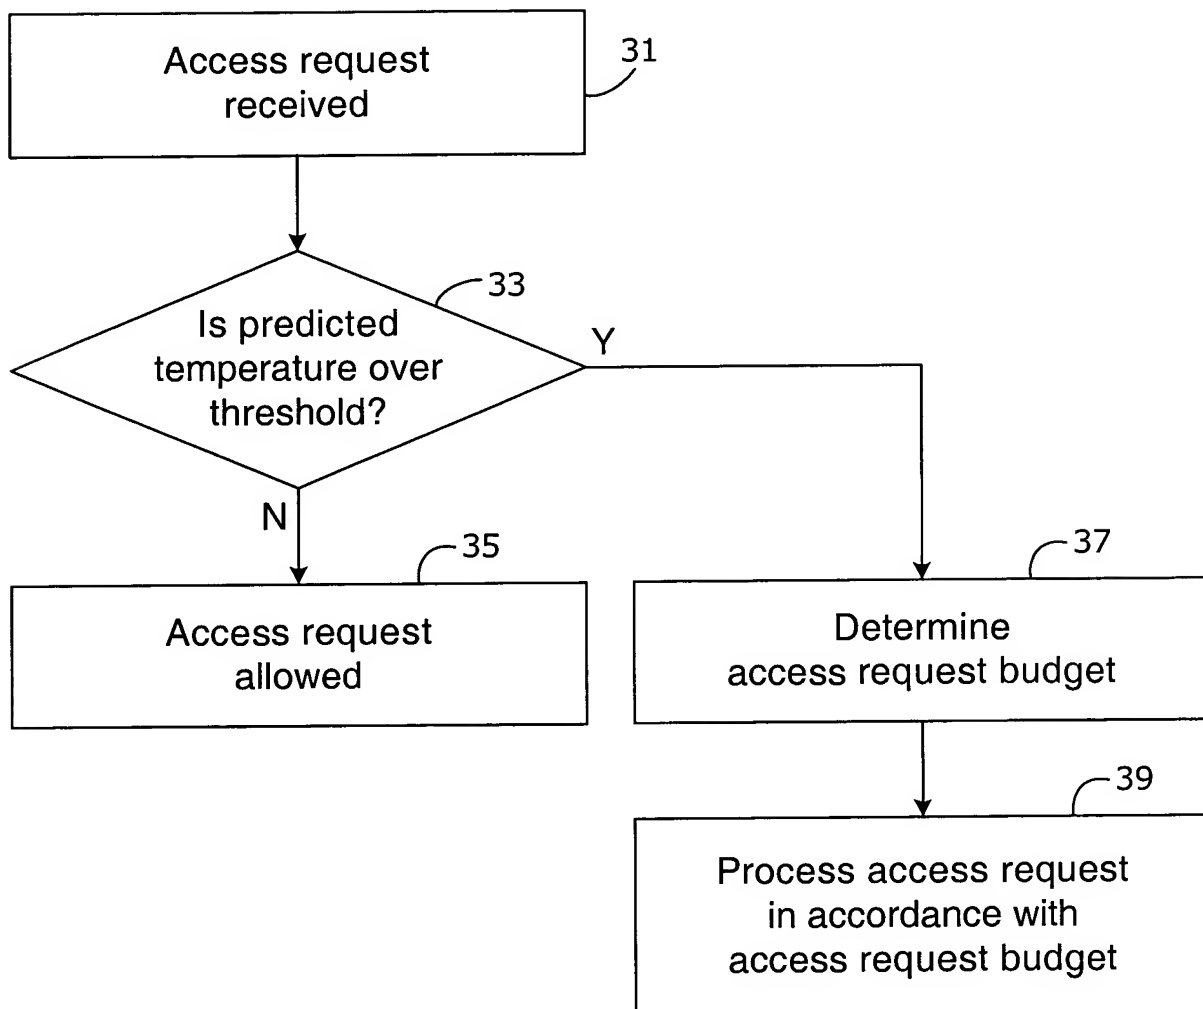 Access request
received
31
33
Is predicted
temperature over
threshold?
Y
N
35
Access request
allowed
37
Determine
access request budget
39
Process access request
in accordance with
access request budget